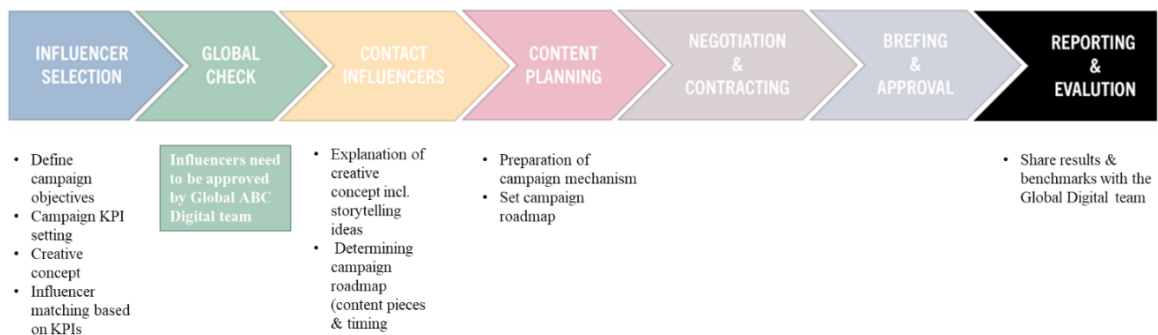 INFLUENCER
SELECTION
GLOBAL
CHECK
CONTACT
INFLUENCERS
CONTENT
PLANNING
NEGOTIATION
&
CONTRACTING
BREFING
&
APPROVAL
REPORTING
&
EVALUTION
• Define
campaign
objectives
• Campaign KPI
setting
• Creative
concept
• Influencer
matching based
on KPIs
Influencers need
to be approved
by Global ABC
Digital team
• Explanation of
creative
concept incl.
storytelling
ideas
• Determining
campaign
roadmap
(content pieces
& timing
• Preparation of
campaign mechanism
• Set campaign
roadmap
• Share results &
benchmarks with the
Global Digital team